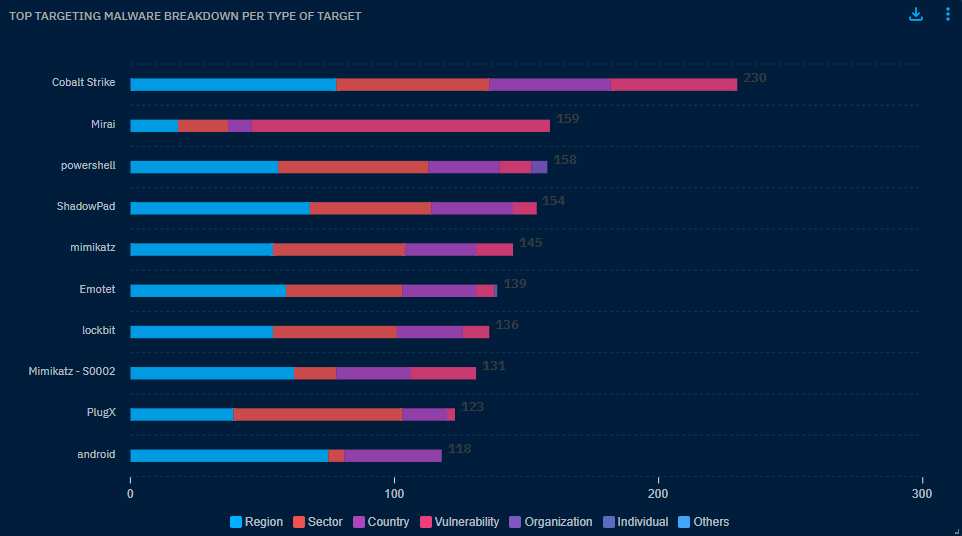 TOP TARGETING MALWARE BREAKDOWN PER TYPE OF TARGET
Cobalt Strike 230
Mirai 159
powershell 158
ShadowPad 154
mimikatz 145
Emotet 139
lockbit 136
Mimikatz - S0002 131
PlugX 123
android 118
0 100 200 300
Region Sector Country Vulnerability Organization Individual Others